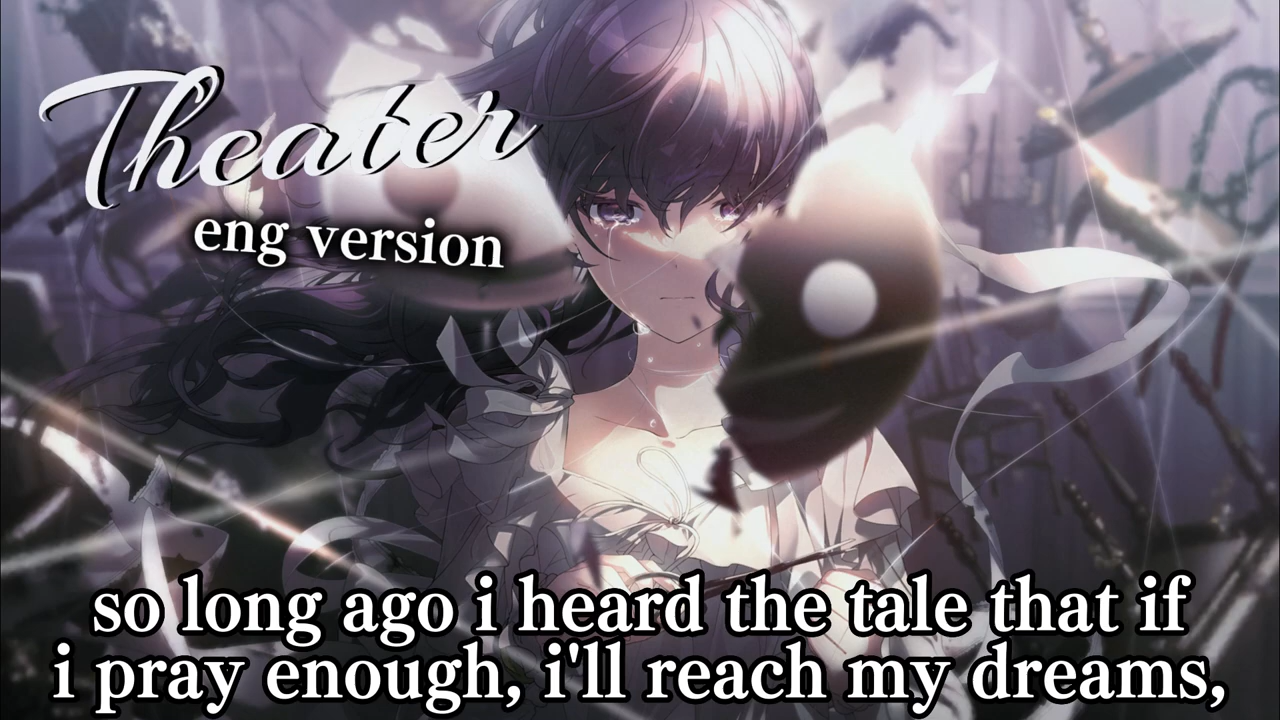 Theater
eng version
so long ago i heard the tale that if
i pray enough, i'll reach my dreams,